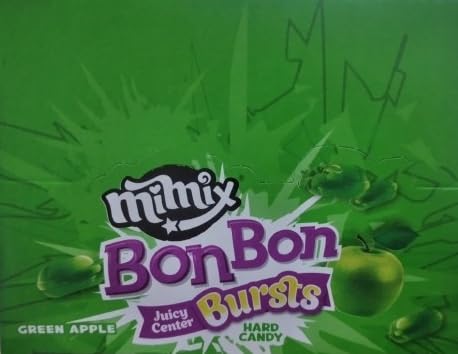 mimix
BonBon
Juicy
Center
Bursts
GREEN APPLE
HARD
CANDY